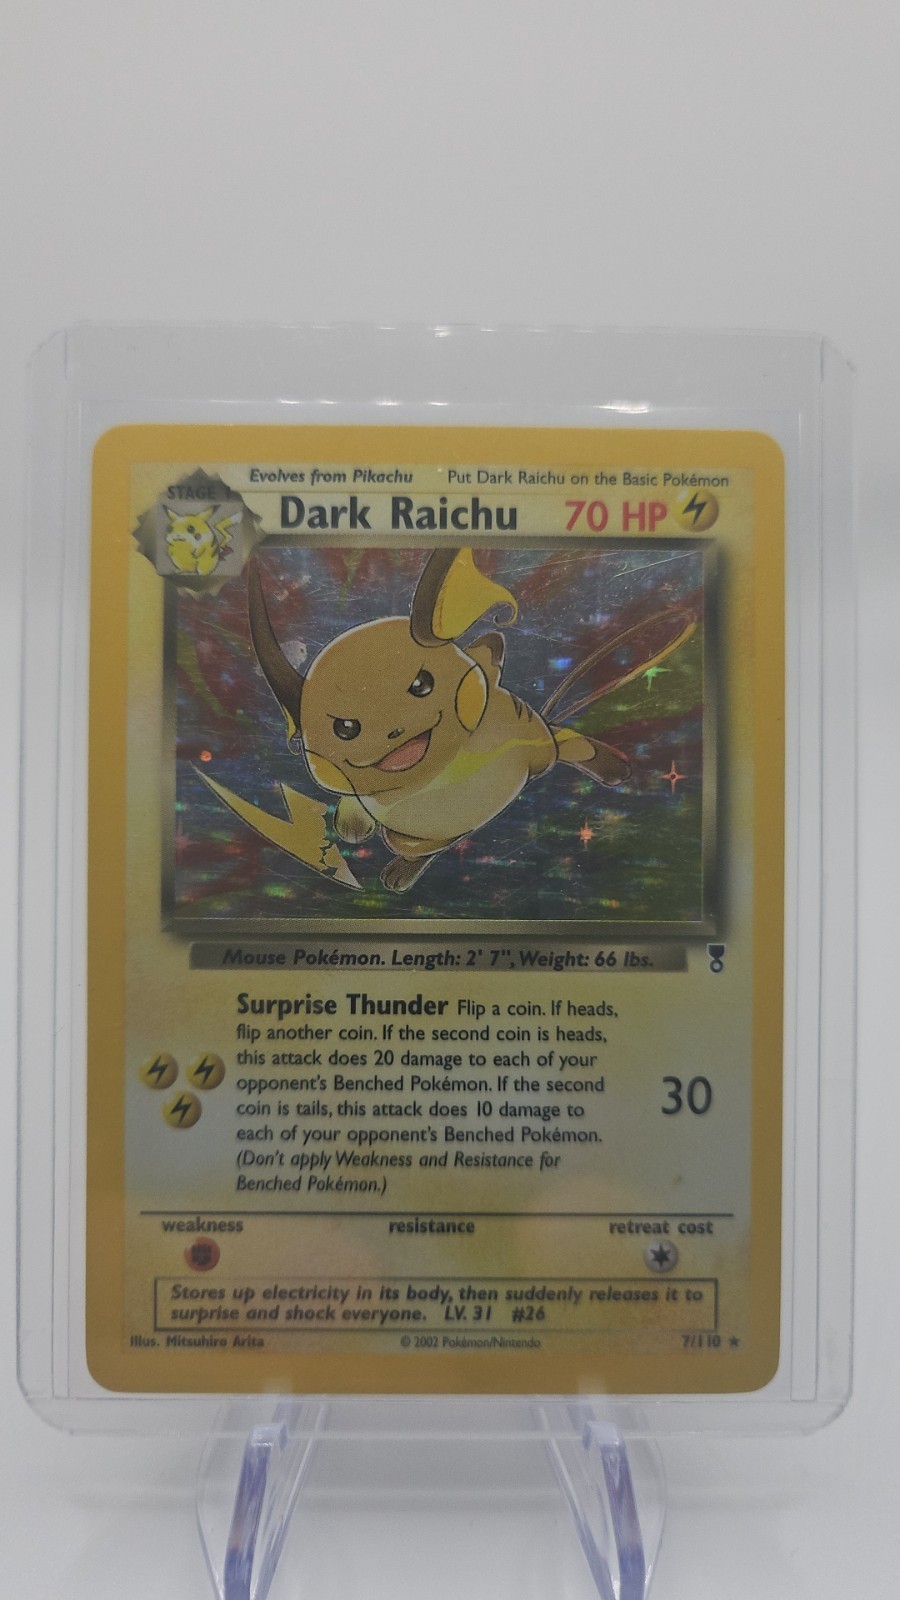 Evolves from Pikachu Put Dark Raichu on the Basic Pokémon
STAGE 1
Dark Raichu 70 HP
Mouse Pokémon. Length: 2' 7", Weight: 66 lbs.
Surprise Thunder Flip a coin. If heads,
flip another coin. If the second coin is heads,
this attack does 20 damage to each of your
opponent's Benched Pokémon. If the second
coin is tails, this attack does 10 damage to
each of your opponent's Benched Pokémon.
(Don't apply Weakness and Resistance for
Benched Pokémon.)
30
weakness resistance retreat cost
Stores up electricity in its body, then suddenly releases it to
surprise and shock everyone. LV. 31 #26
Illus. Mitsuhiro Arita © 2002 Pokémon/Nintendo 7/110 ★